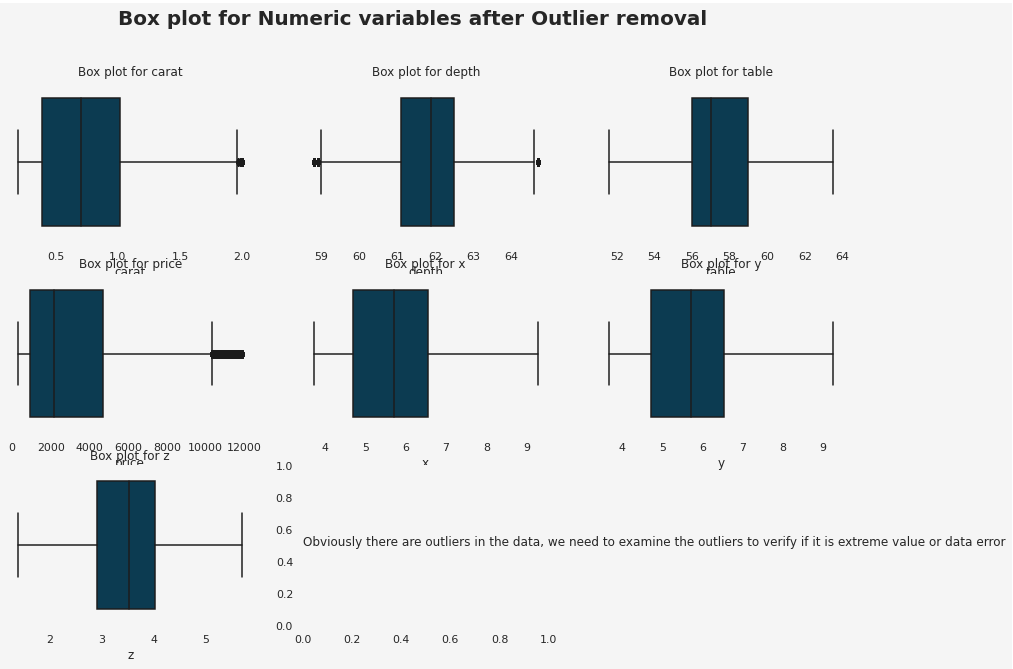 Box plot for Numeric variables after Outlier removal
Box plot for carat
Box plot for depth
Box plot for table
0.5 1.0 1.5 2.0
59 60 61 62 63 64
52 54 56 58 60 62 64
carat
depth
table
Box plot for price
Box plot for x
Box plot for y
0 2000 4000 6000 8000 10000 12000
4 5 6 7 8 9
4 5 6 7 8 9
price
x
y
Box plot for z
2 3 4 5
z
1.0
0.8
0.6
0.4
0.2
0.0
Obviously there are outliers in the data, we need to examine the outliers to verify if it is extreme value or data error
0.0 0.2 0.4 0.6 0.8 1.0